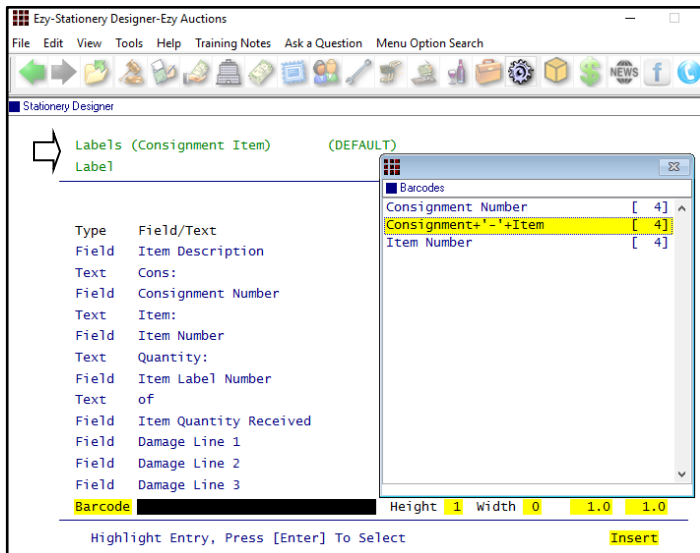 Ezy-Stationery Designer-Ezy Auctions
File Edit View Tools Help Training Notes Ask a Question Menu Option Search
NEWS f
Stationery Designer
Labels (Consignment Item) (DEFAULT)
Label
Barcodes
Consignment Number [ 4]
Consignment+'-'+Item [ 4]
Item Number [ 4]
Type Field/Text
Field Item Description
Text Cons:
Field Consignment Number
Text Item:
Field Item Number
Text Quantity:
Field Item Label Number
Text of
Field Item Quantity Received
Field Damage Line 1
Field Damage Line 2
Field Damage Line 3
Barcode Height 1 Width 0 1.0 1.0
Highlight Entry, Press [Enter] To Select Insert